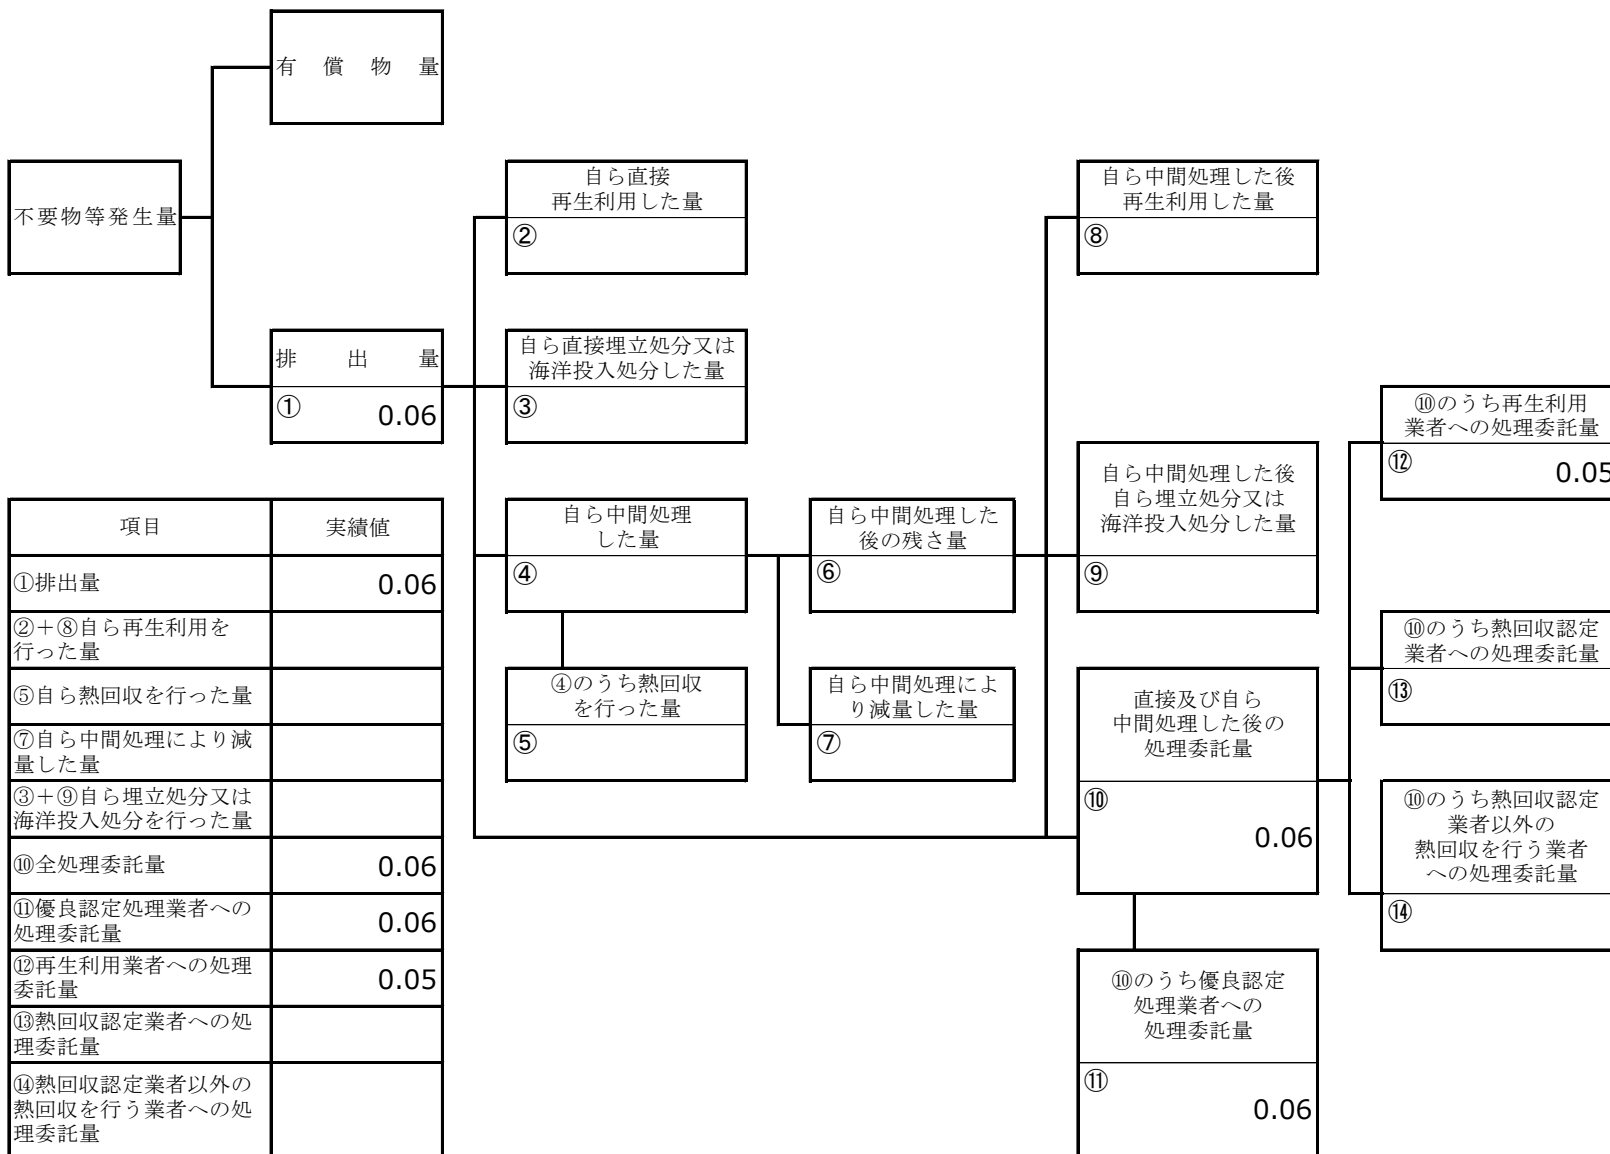 有償物量
不要物等発生量
排出量
① 0.06
自ら直接
再生利用した量
②
自ら直接埋立処分又は
海洋投入処分した量
③
自ら中間処理
した量
④
④のうち熱回収
を行った量
⑤
自ら中間処理した
後の残さ量
⑥
自ら中間処理によ
り減量した量
⑦
自ら中間処理した後
再生利用した量
⑧
自ら中間処理した後
自ら埋立処分又は
海洋投入処分した量
⑨
直接及び自ら
中間処理した後の
処理委託量
⑩
0.06
⑩のうち優良認定
処理業者への
処理委託量
⑪
0.06
⑩のうち再生利用
業者への処理委託量
⑫ 0.05
⑩のうち熱回収認定
業者への処理委託量
⑬
⑩のうち熱回収認定
業者以外の
熱回収を行う業者
への処理委託量
⑭
項目 実績値
①排出量 0.06
②+⑧自ら再生利用を
行った量
⑤自ら熱回収を行った量
⑦自ら中間処理により減
量した量
③+⑨自ら埋立処分又は
海洋投入処分を行った量
⑩全処理委託量 0.06
⑪優良認定処理業者への
処理委託量 0.06
⑫再生利用業者への処理
委託量 0.05
⑬熱回収認定業者への処
理委託量
⑭熱回収認定業者以外の
熱回収を行う業者への処
理委託量